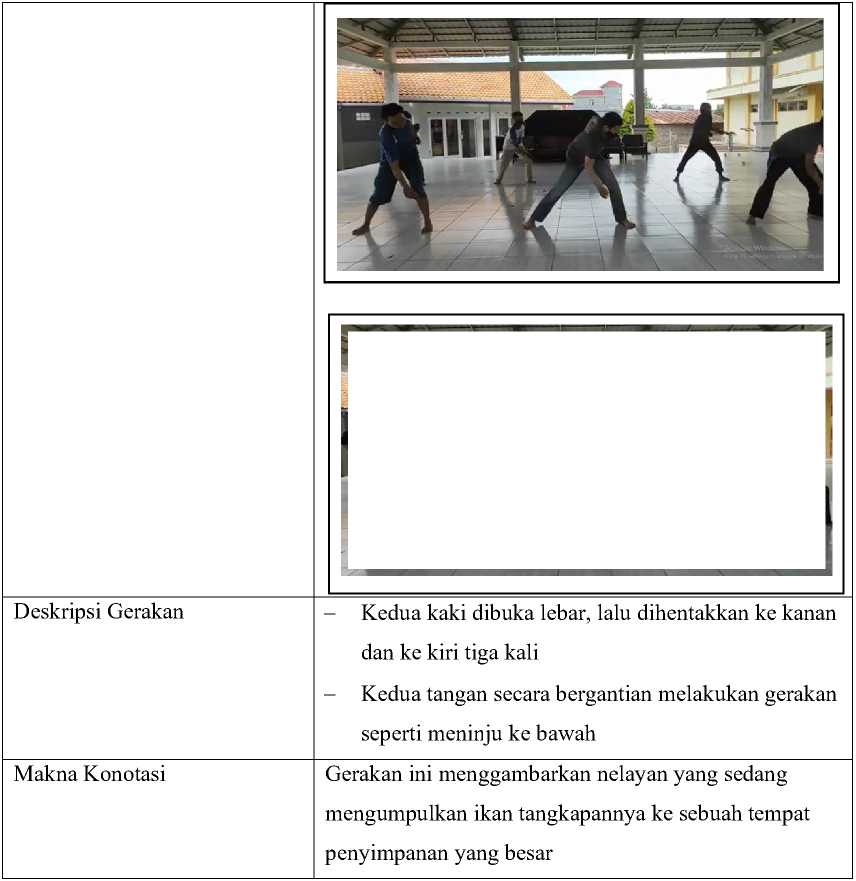 Deskripsi Gerakan
– Kedua kaki dibuka lebar, lalu dihentakkan ke kanan
dan ke kiri tiga kali
– Kedua tangan secara bergantian melakukan gerakan
seperti meninju ke bawah
Makna Konotasi
Gerakan ini menggambarkan nelayan yang sedang
mengumpulkan ikan tangkapannya ke sebuah tempat
penyimpanan yang besar